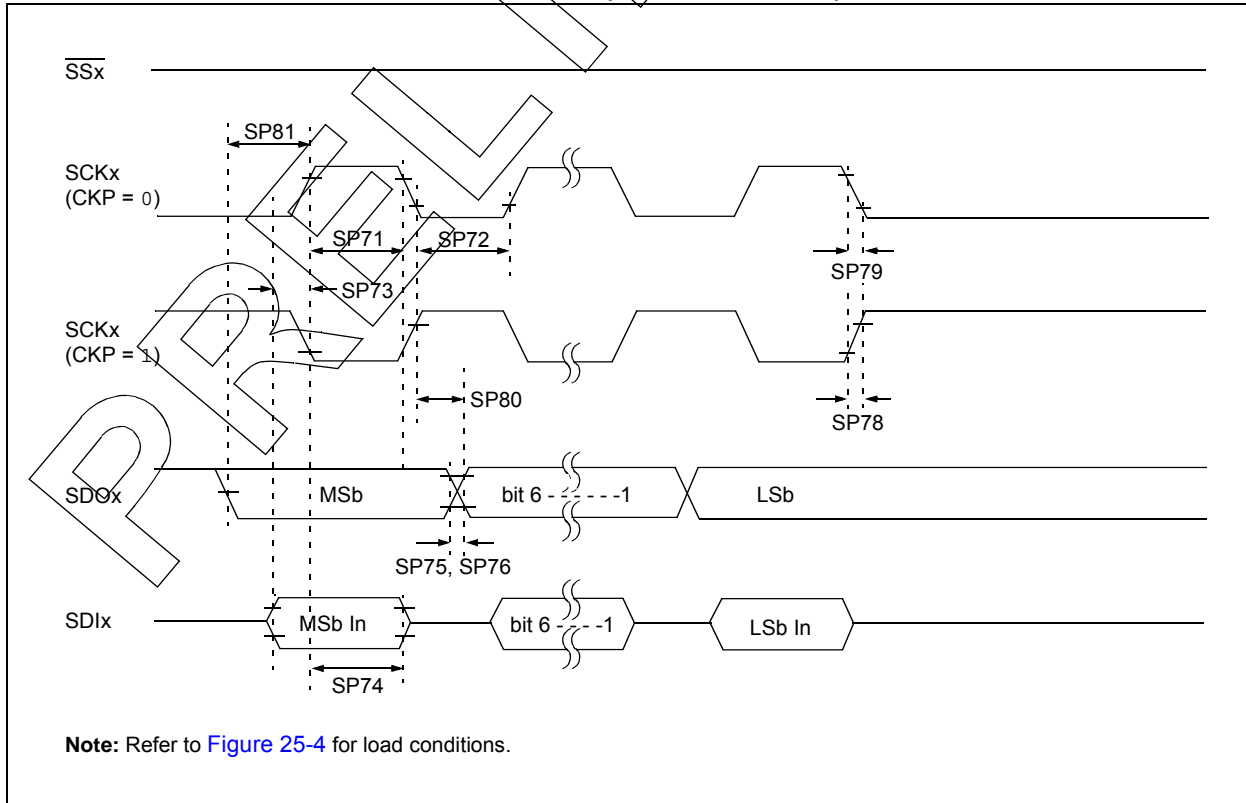 SSx
SP81
SCKx
(CKP = 0)
SP71
SP72
SP79
SP73
SCKx
(CKP = 1)
SP80
SP78
SDOx
MSb
bit 6 - - - - - -1
LSb
SP75, SP76
SDIx
MSb In
bit 6 - - - -1
LSb In
SP74
Note: Refer to Figure 25-4 for load conditions.